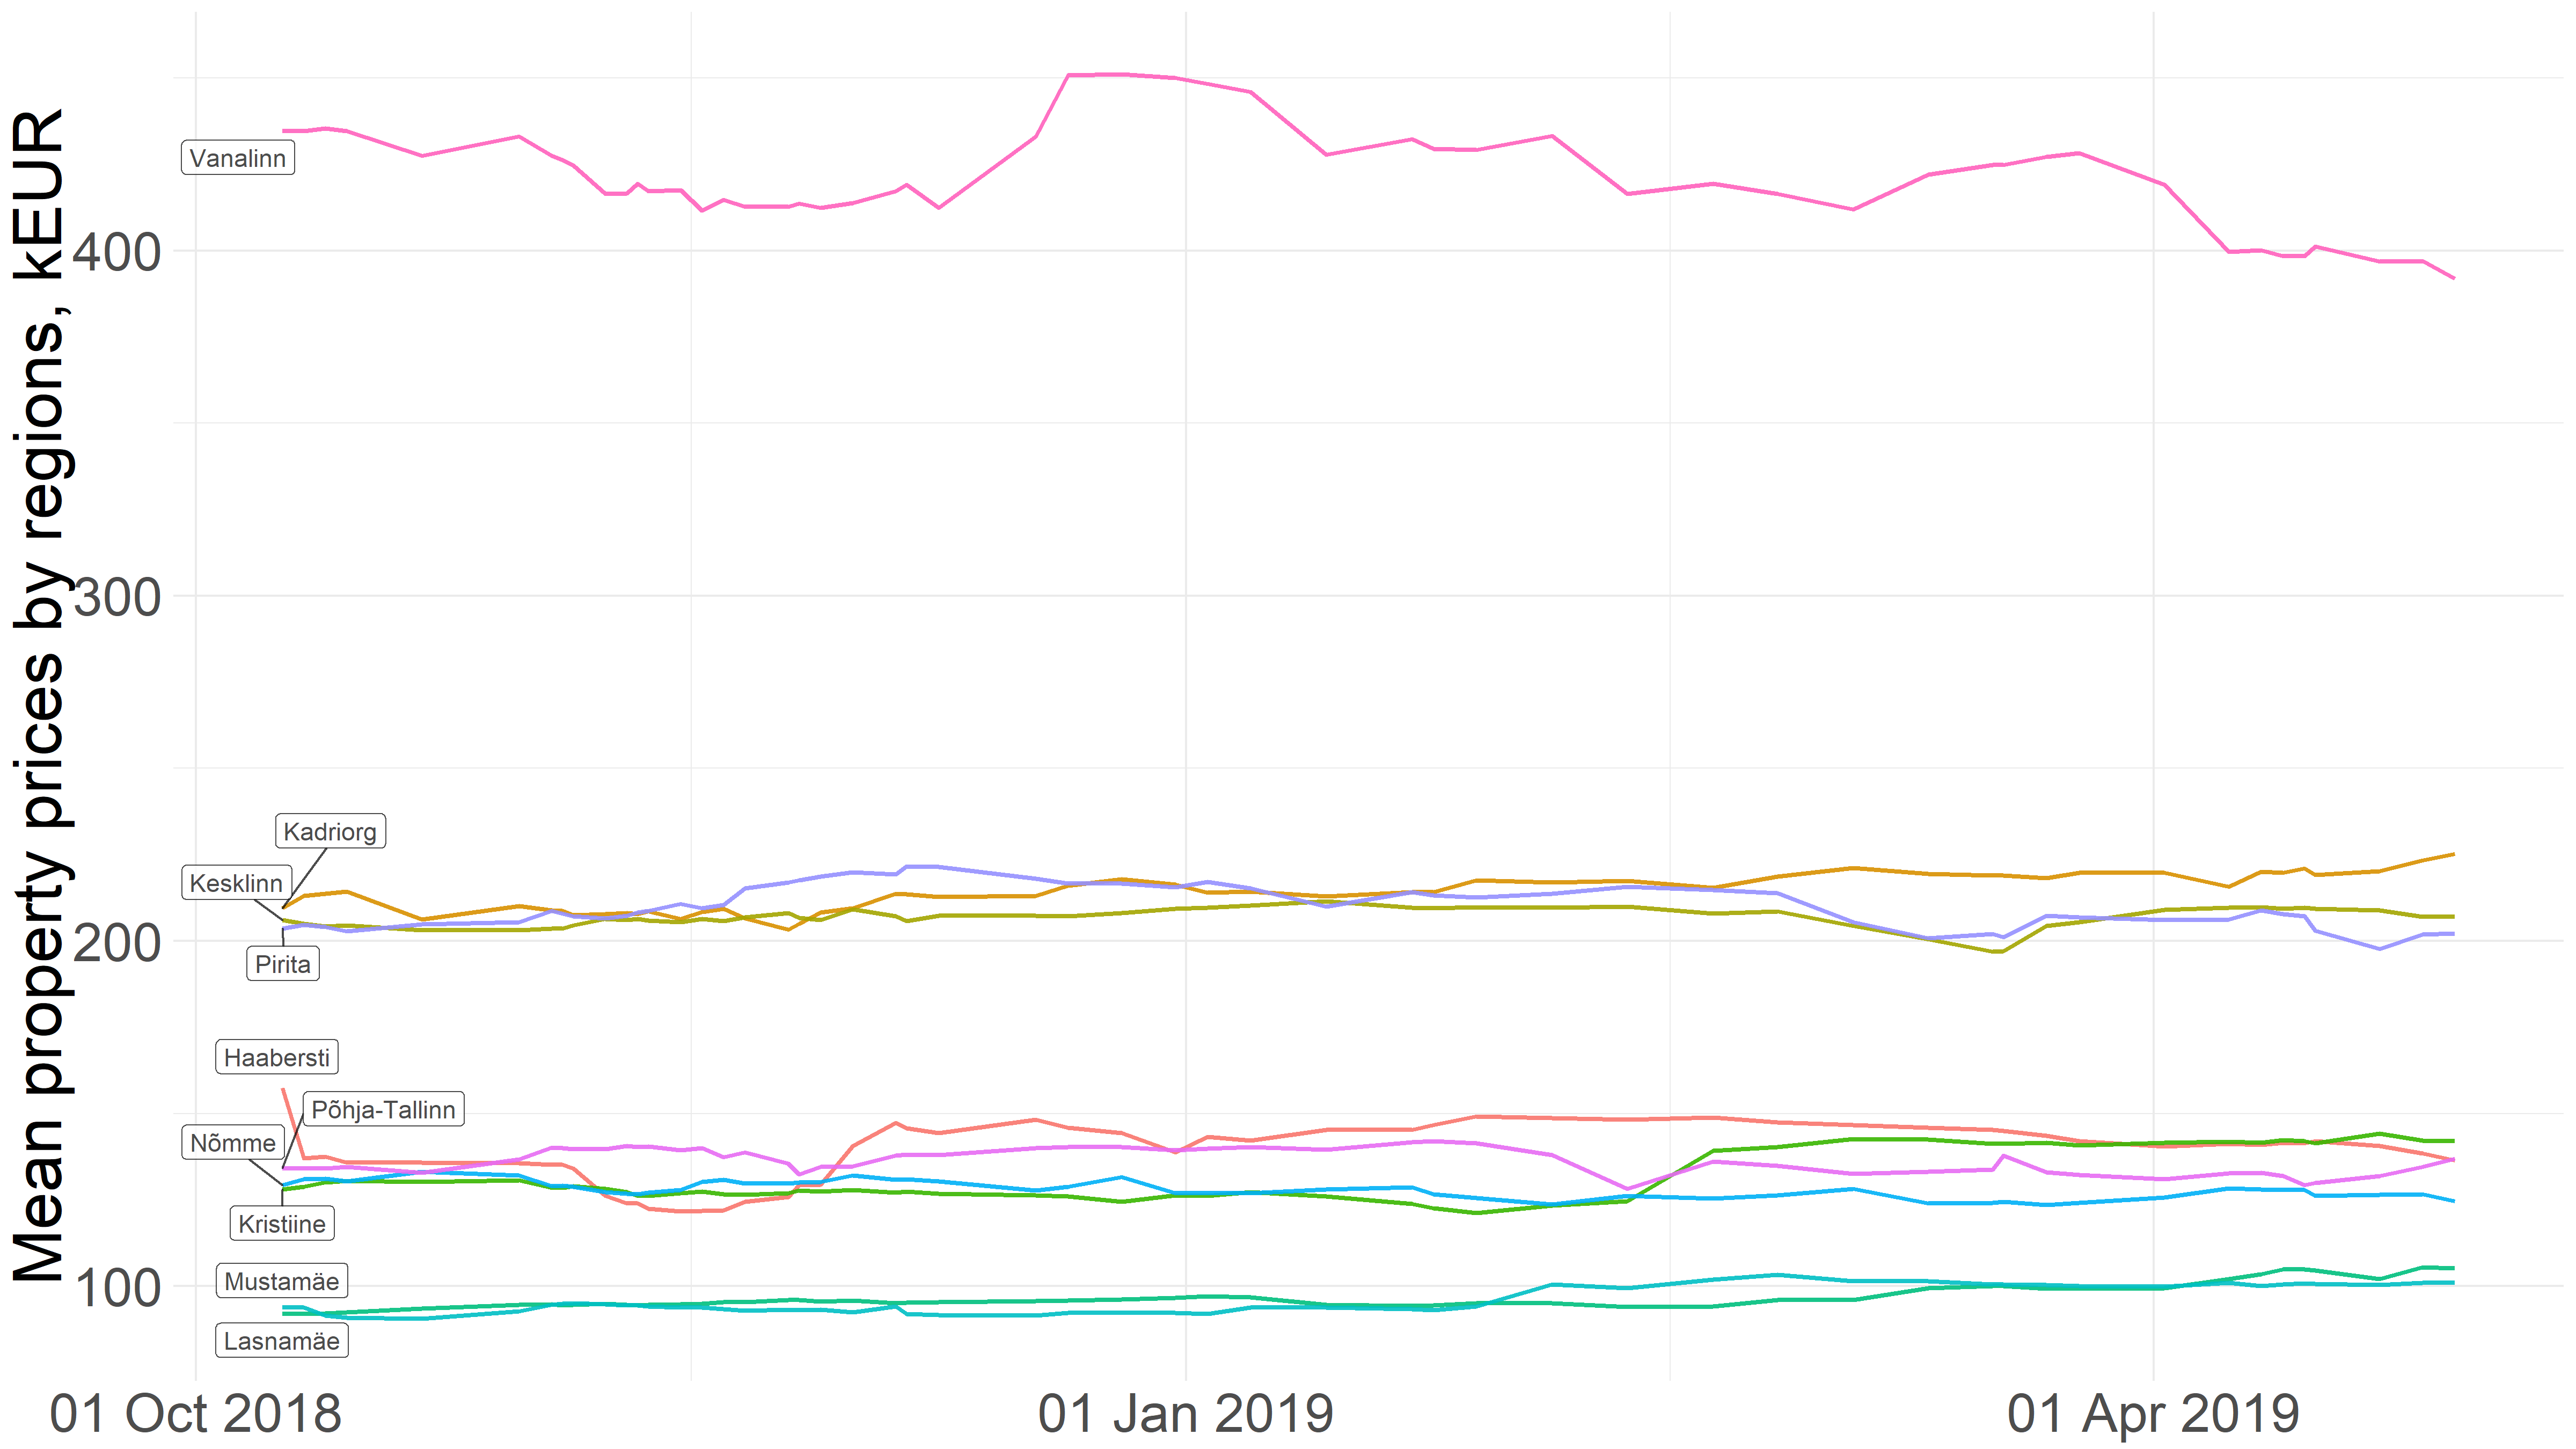 Mean property prices by regions, kEUR
400
300
200
100
Vanalinn
Kadriorg
Kesklinn
Pirita
Haabersti
Põhja-Tallinn
Nõmme
Kristiine
Mustamäe
Lasnamäe
01 Oct 2018
01 Jan 2019
01 Apr 2019